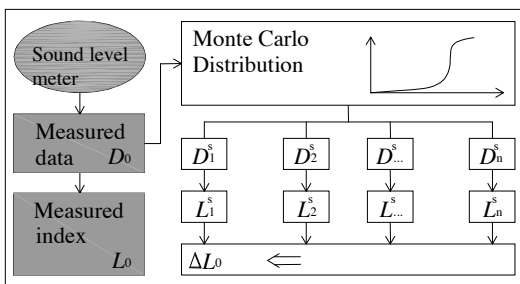 Sound level
meter
Measured
data D₀
Measured
index
L₀
Monte Carlo
Distribution
D₁ˢ D₂ˢ D…ˢ Dₙˢ
L₁ˢ L₂ˢ L…ˢ Lₙˢ
ΔL₀ ⇐